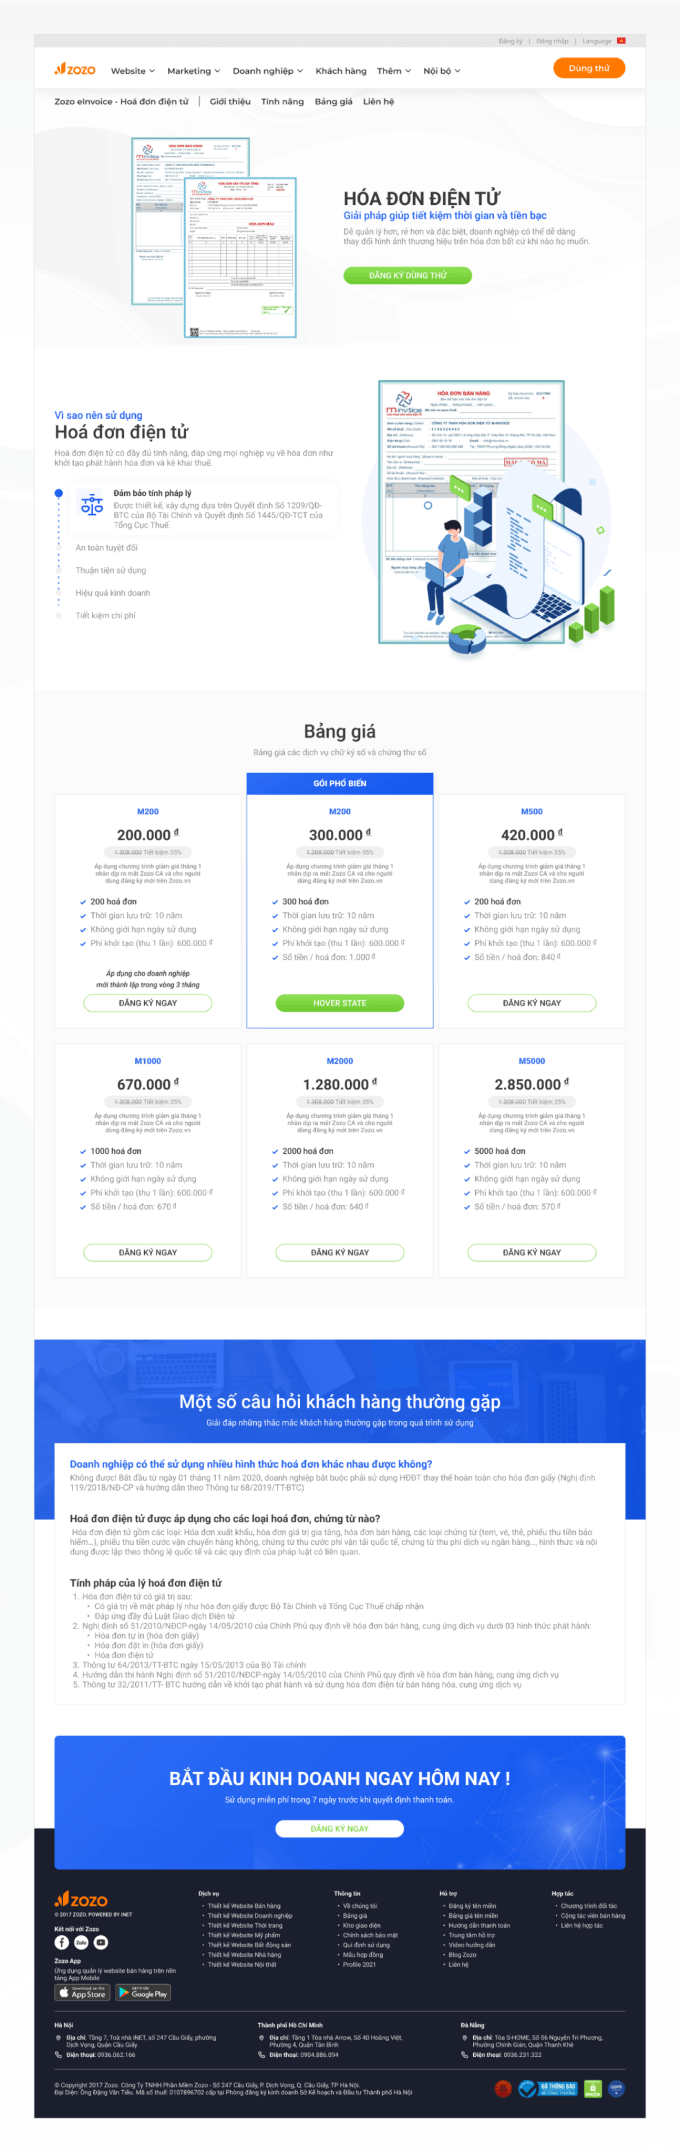 Đăng ký | Đăng nhập | Language
ZOZO Website Marketing Doanh nghiệp Khách hàng Thêm Nội bộ Dùng thử
Zozo eInvoice - Hoá đơn điện tử | Giới thiệu Tính năng Bảng giá Liên hệ
HÓA ĐƠN ĐIỆN TỬ
Giải pháp giúp tiết kiệm thời gian và tiền bạc
Dễ quản lý hơn, rẻ hơn và đặc biệt, doanh nghiệp có thể dễ dàng
thay đổi hình ảnh thương hiệu trên hóa đơn bất cứ khi nào họ muốn.
ĐĂNG KÝ DÙNG THỬ
Vì sao nên sử dụng
Hoá đơn điện tử
Hoá đơn điện tử có đầy đủ tính năng, đáp ứng mọi nghiệp vụ về hóa đơn như
khởi tạo phát hành hóa đơn và kê khai thuế.
Đảm bảo tính pháp lý
Được thiết kế, xây dựng dựa trên Quyết định Số 1209/QĐ-
BTC của Bộ Tài Chính và Quyết định Số 1445/QĐ-TCT của
Tổng Cục Thuế.
An toàn tuyệt đối
Thuận tiện sử dụng
Hiệu quả kinh doanh
Tiết kiệm chi phí
HÓA ĐƠN BÁN HÀNG
Bảng giá
Bảng giá các dịch vụ chữ ký số và chứng thư số
GÓI PHỔ BIẾN
M200
200.000 đ
1.308.000 Tiết kiệm 35%
Áp dụng chương trình giảm giá tháng 1
nhân dịp ra mắt Zozo CA và cho người
dùng đăng ký mới trên Zozo.vn
200 hoá đơn
Thời gian lưu trữ: 10 năm
Không giới hạn ngày sử dụng
Phí khởi tạo (thu 1 lần): 600.000 đ
Áp dụng cho doanh nghiệp
mới thành lập trong vòng 3 tháng
ĐĂNG KÝ NGAY
M200
300.000 đ
1.308.000 Tiết kiệm 35%
Áp dụng chương trình giảm giá tháng 1
nhân dịp ra mắt Zozo CA và cho người
dùng đăng ký mới trên Zozo.vn
300 hoá đơn
Thời gian lưu trữ: 10 năm
Không giới hạn ngày sử dụng
Phí khởi tạo (thu 1 lần): 600.000 đ
Số tiền / hoá đơn: 1.000 đ
HOVER STATE
M500
420.000 đ
1.308.000 Tiết kiệm 35%
Áp dụng chương trình giảm giá tháng 1
nhân dịp ra mắt Zozo CA và cho người
dùng đăng ký mới trên Zozo.vn
200 hoá đơn
Thời gian lưu trữ: 10 năm
Không giới hạn ngày sử dụng
Phí khởi tạo (thu 1 lần): 600.000 đ
Số tiền / hoá đơn: 840 đ
ĐĂNG KÝ NGAY
M1000
670.000 đ
1.308.000 Tiết kiệm 35%
Áp dụng chương trình giảm giá tháng 1
nhân dịp ra mắt Zozo CA và cho người
dùng đăng ký mới trên Zozo.vn
1000 hoá đơn
Thời gian lưu trữ: 10 năm
Không giới hạn ngày sử dụng
Phí khởi tạo (thu 1 lần): 600.000 đ
Số tiền / hoá đơn: 670 đ
ĐĂNG KÝ NGAY
M2000
1.280.000 đ
1.308.000 Tiết kiệm 35%
Áp dụng chương trình giảm giá tháng 1
nhân dịp ra mắt Zozo CA và cho người
dùng đăng ký mới trên Zozo.vn
2000 hoá đơn
Thời gian lưu trữ: 10 năm
Không giới hạn ngày sử dụng
Phí khởi tạo (thu 1 lần): 600.000 đ
Số tiền / hoá đơn: 640 đ
ĐĂNG KÝ NGAY
M5000
2.850.000 đ
1.308.000 Tiết kiệm 35%
Áp dụng chương trình giảm giá tháng 1
nhân dịp ra mắt Zozo CA và cho người
dùng đăng ký mới trên Zozo.vn
5000 hoá đơn
Thời gian lưu trữ: 10 năm
Không giới hạn ngày sử dụng
Phí khởi tạo (thu 1 lần): 600.000 đ
Số tiền / hoá đơn: 570 đ
ĐĂNG KÝ NGAY
Một số câu hỏi khách hàng thường gặp
Giải đáp những thắc mắc khách hàng thường gặp trong quá trình sử dụng
Doanh nghiệp có thể sử dụng nhiều hình thức hoá đơn khác nhau được không?
Không được! Bắt đầu từ ngày 01 tháng 11 năm 2020, doanh nghiệp bắt buộc phải sử dụng HĐĐT thay thế hoàn toàn cho hóa đơn giấy (Nghị định
119/2018/NĐ-CP và hướng dẫn theo Thông tư 68/2019/TT-BTC)
Hoá đơn điện tử được áp dụng cho các loại hoá đơn, chứng từ nào?
Hóa đơn điện tử gồm các loại: Hóa đơn xuất khẩu, hóa đơn giá trị gia tăng, hóa đơn bán hàng, các loại chứng từ (tem, vé, thẻ, phiếu thu tiền bảo
hiểm...), phiếu thu tiền cước vận chuyển hàng không, chứng từ thu cước phí vận tải quốc tế, chứng từ thu phí dịch vụ ngân hàng..., hình thức và nội
dung được lập theo thông lệ quốc tế và các quy định của pháp luật có liên quan.
Tính pháp của lý hoá đơn điện tử
1. Hóa đơn điện tử có giá trị sau:
• Có giá trị về mặt pháp lý như hóa đơn giấy được Bộ Tài Chính và Tổng Cục Thuế chấp nhận
• Đáp ứng đầy đủ Luật Giao dịch Điện tử
2. Nghị định số 51/2010/NĐCP-ngày 14/05/2010 của Chính Phủ quy định về hóa đơn bán hàng, cung ứng dịch vụ dưới 03 hình thức phát hành:
• Hóa đơn tự in (hóa đơn giấy)
• Hóa đơn đặt in (hóa đơn giấy)
• Hóa đơn điện tử
3. Thông tư 64/2013/TT-BTC ngày 15/05/2013 của Bộ Tài chính
4. Hướng dẫn thi hành Nghị định số 51/2010/NĐCP-ngày 14/05/2010 của Chính Phủ quy định về hóa đơn bán hàng, cung ứng dịch vụ
5. Thông tư 32/2011/TT- BTC hướng dẫn về khởi tạo phát hành và sử dụng hóa đơn điện tử bán hàng hóa, cung ứng dịch vụ
BẮT ĐẦU KINH DOANH NGAY HÔM NAY !
Sử dụng miễn phí trong 7 ngày trước khi quyết định thanh toán.
ĐĂNG KÝ NGAY
ZOZO
© 2017 ZOZO. POWERED BY INET
Kết nối với Zozo
Zalo
Zozo App
Ứng dụng quản lý website bán hàng trên nền
tảng App Mobile
Download on the App Store
GET IT ON Google Play
Dịch vụ
• Thiết kế Website Bán hàng
• Thiết kế Website Doanh nghiệp
• Thiết kế Website Thời trang
• Thiết kế Website Mỹ phẩm
• Thiết kế Website Bất động sản
• Thiết kế Website Nhà hàng
• Thiết kế Website Nội thất
Thông tin
• Về chúng tôi
• Bảng giá
• Kho giao diện
• Chính sách bảo mật
• Qui định sử dụng
• Mẫu hợp đồng
• Profile 2021
Hỗ trợ
• Đăng ký tên miền
• Bảng giá tên miền
• Hướng dẫn thanh toán
• Trung tâm hỗ trợ
• Video hướng dẫn
• Blog Zozo
• Liên hệ
Hợp tác
• Chương trình đối tác
• Cộng tác viên bán hàng
• Liên hệ hợp tác
Hà Nội
Địa chỉ: Tầng 7, Toà nhà iNET, số 247 Cầu Giấy, phường
Dịch Vọng, Quận Cầu Giấy
Điện thoại: 0936.062.166
Thành phố Hồ Chí Minh
Địa chỉ: Tầng 1 Tòa nhà Arrow, Số 40 Hoàng Việt,
Phường 4, Quận Tân Bình
Điện thoại: 0904.886.094
Đà Nẵng
Địa chỉ: Tòa S-HOME, Số 56 Nguyễn Tri Phương,
Phường Chính Gián, Quận Thanh Khê
Điện thoại: 0936.231.322
© Copyright 2017 Zozo. Công Ty TNHH Phần Mềm Zozo - Số 247 Cầu Giấy, P. Dịch Vọng, Q. Cầu Giấy, TP Hà Nội.
Đại Diện: Ông Đặng Văn Tiễu. Mã số thuế: 0107896702 cấp tại Phòng đăng ký kinh doanh Sở Kế hoạch và Đầu tư Thành phố Hà Nội
ĐÃ THÔNG BÁO